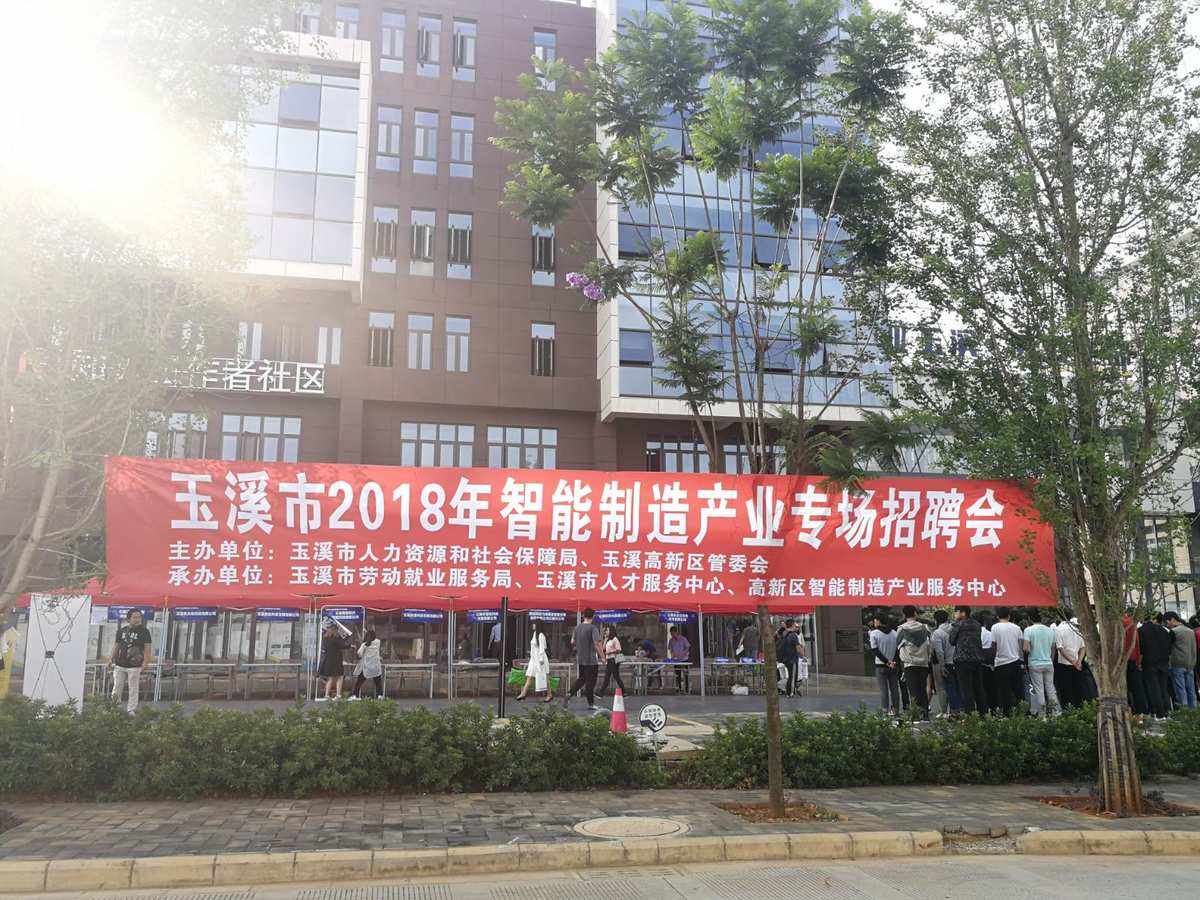 作者社区
玉溪市2018年智能制造产业专场招聘会
主办单位：玉溪市人力资源和社会保障局、玉溪高新区管委会
承办单位：玉溪市劳动就业服务局、玉溪市人才服务中心、高新区智能制造产业服务中心